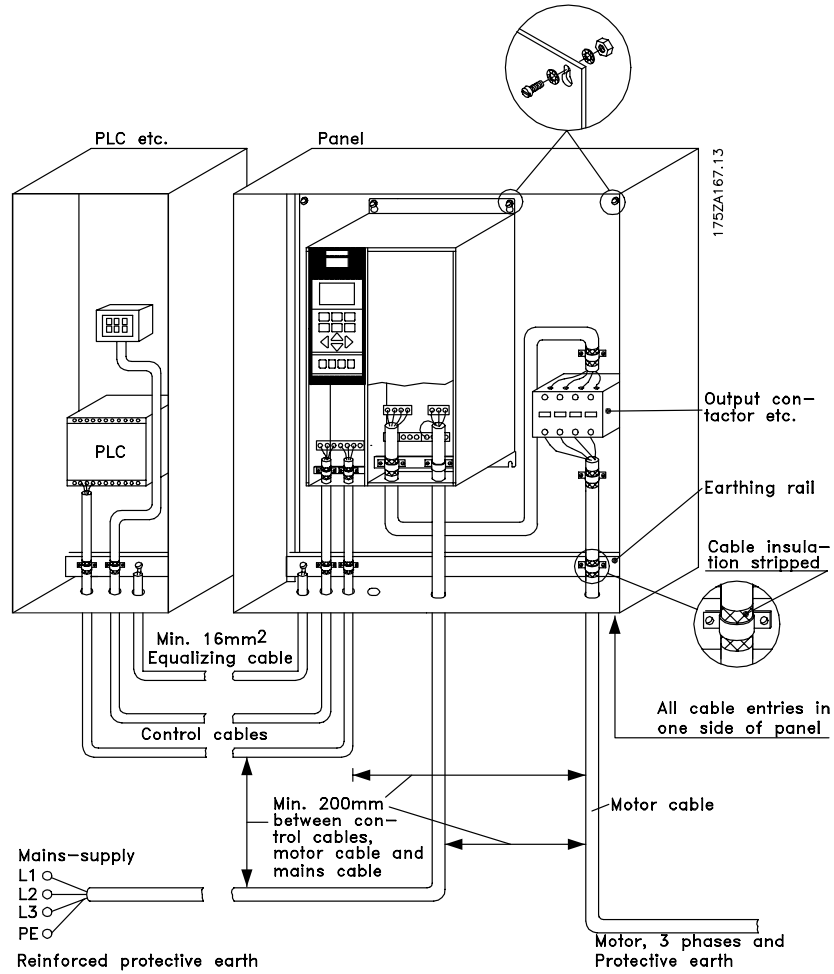 PLC etc.
Panel
175ZA167.13
PLC
Output con-
tactor etc.
Earthing rail
Cable insula-
tion stripped
Min. 16mm2
Equalizing cable
All cable entries in
one side of panel
Control cables
Min. 200mm
between con-
trol cables,
motor cable and
mains cable
Motor cable
Mains-supply
L1
L2
L3
PE
Reinforced protective earth
Motor, 3 phases and
Protective earth